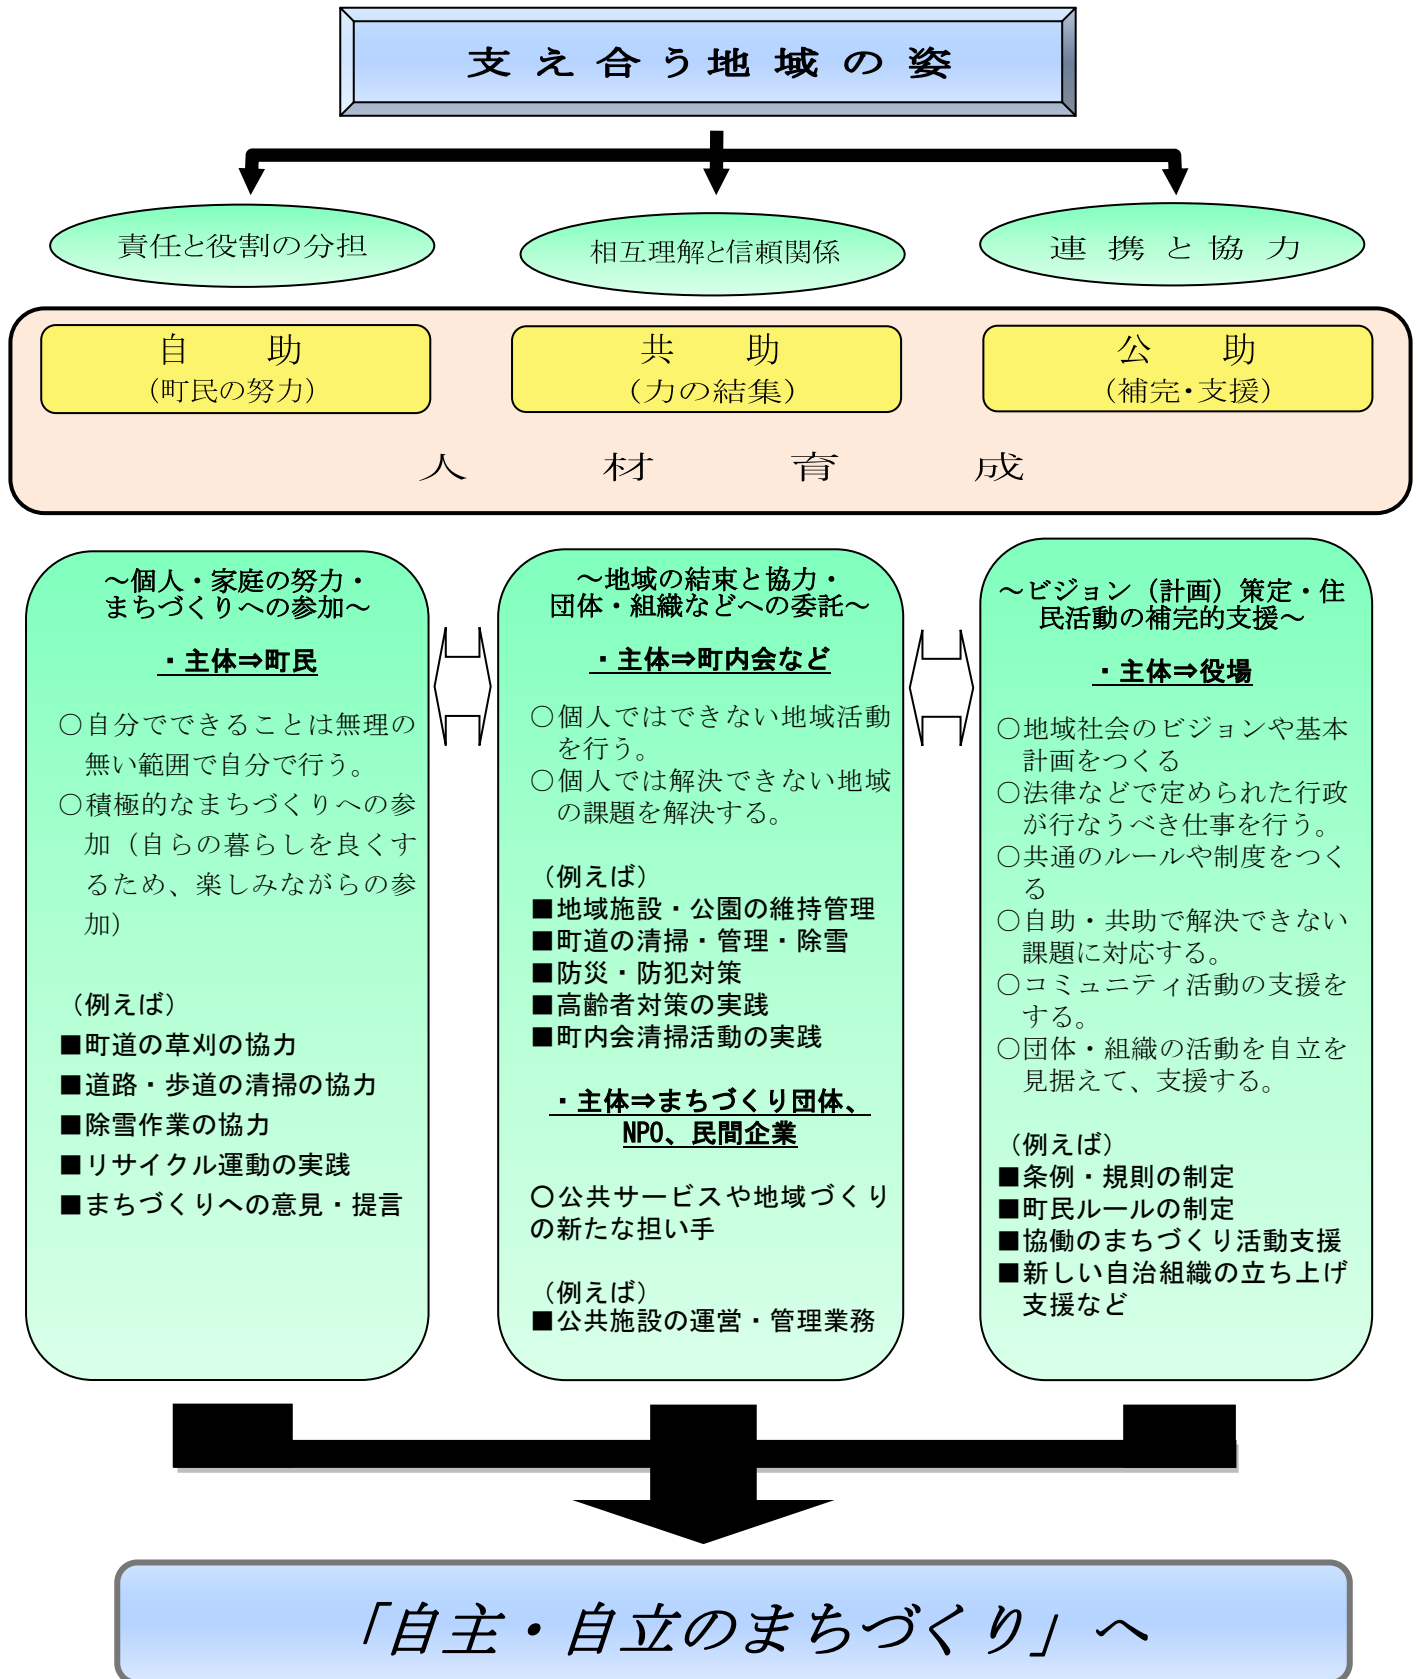 支え合う地域の姿
責任と役割の分担
相互理解と信頼関係
連携と協力
自助
(町民の努力)
共助
(力の結集)
公助
(補完・支援)
人材育成
～個人・家庭の努力・
まちづくりへの参加～
・主体⇒町民
○自分でできることは無理の
無い範囲で自分で行う。
○積極的なまちづくりへの参
加（自らの暮らしを良くす
るため、楽しみながらの参
加）
（例えば）
■町道の草刈の協力
■道路・歩道の清掃の協力
■除雪作業の協力
■リサイクル運動の実践
■まちづくりへの意見・提言
～地域の結束と協力・
団体・組織などへの委託～
・主体⇒町内会など
○個人ではできない地域活動
を行う。
○個人では解決できない地域
の課題を解決する。
（例えば）
■地域施設・公園の維持管理
■町道の清掃・管理・除雪
■防災・防犯対策
■高齢者対策の実践
■町内会清掃活動の実践
・主体⇒まちづくり団体、
NPO、民間企業
○公共サービスや地域づくり
の新たな担い手
（例えば）
■公共施設の運営・管理業務
～ビジョン（計画）策定・住
民活動の補完的支援～
・主体⇒役場
○地域社会のビジョンや基本
計画をつくる
○法律などで定められた行政
が行なうべき仕事を行う。
○共通のルールや制度をつく
る
○自助・共助で解決できない
課題に対応する。
○コミュニティ活動の支援を
する。
○団体・組織の活動を自立を
見据えて、支援する。
（例えば）
■条例・規則の制定
■町民ルールの制定
■協働のまちづくり活動支援
■新しい自治組織の立ち上げ
支援など
「自主・自立のまちづくり」へ